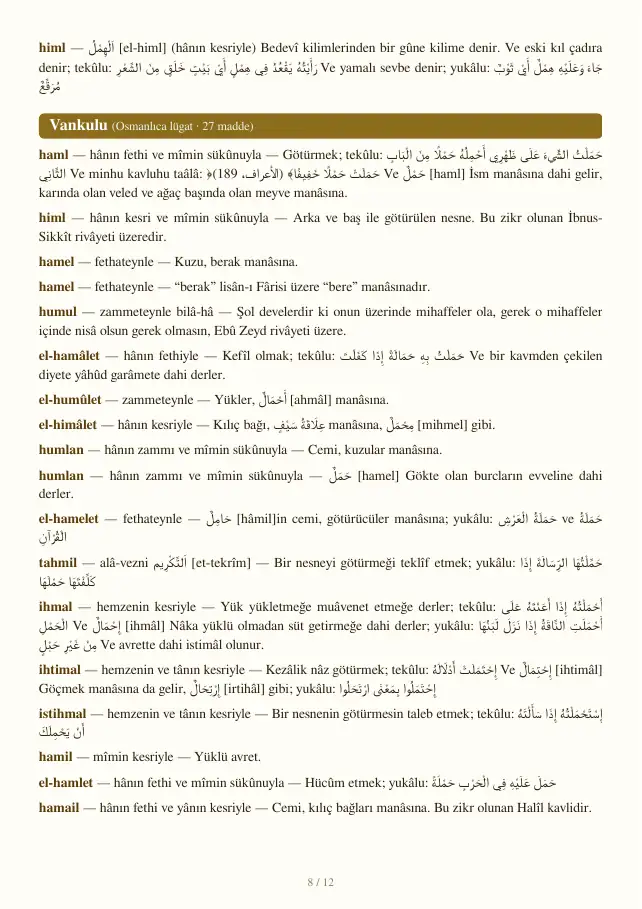 himl — اَلْهِمْلُ [el-himl] (hânın kesriyle) Bedevî kilimlerinden bir gûne kilime denir. Ve eski kıl çadıra
denir; tekûlu: رَأَيْتُهُ يَقْعُدُ فِي هِمْلٍ أَيْ بَيْتٍ خَلَقٍ مِنَ الشَّعْرِ Ve yamalı sevbe denir; yukâlu: جَاءَ وَعَلَيْهِ هِمْلٌ أَيْ ثَوْبٌ
مُرَقَّعٌ
Vankulu (Osmanlıca lügat · 27 madde)
haml — hânın fethi ve mîmin sükûnuyla — Götürmek; tekûlu: حَمَلْتُ الشَّيْءَ عَلَى ظَهْرِي أَحْمِلُهُ حَمْلًا مِنَ الْبَابِ
الثَّانِي Ve minhu kavluhu taâlâ: ﴿حَمَلَتْ حَمْلًا خَفِيفًا﴾ (الأعراف، 189) Ve حَمْلٌ [haml] İsm manâsına dahi gelir,
karında olan veled ve ağaç başında olan meyve manâsına.
himl — hânın kesri ve mîmin sükûnuyla — Arka ve baş ile götürülen nesne. Bu zikr olunan İbnus-
Sikkît rivâyeti üzeredir.
hamel — fethateynle — Kuzu, berak manâsına.
hamel — fethateynle — “berak” lisân-ı Fârisi üzere “bere” manâsınadır.
humul — zammeteynle bilâ-hâ — Şol develerdir ki onun üzerinde mihaffeler ola, gerek o mihaffeler
içinde nisâ olsun gerek olmasın, Ebû Zeyd rivâyeti üzere.
el-hamâlet — hânın fethiyle — Kefîl olmak; tekûlu: حَمَلْتُ بِهِ حَمَالَةً إِذَا كَفَلْتَ Ve bir kavmden çekilen
diyete yâhûd garâmete dahi derler.
el-humûlet — zammeteynle — Yükler, أَحْمَالٌ [ahmâl] manâsına.
el-himâlet — hânın kesriyle — Kılıç bağı, عِلَاقَةُ سَيْفٍ manâsına, مِحْمَلٌ [mihmel] gibi.
humlan — hânın zammı ve mîmin sükûnuyla — Cemi, kuzular manâsına.
humlan — hânın zammı ve mîmin sükûnuyla — حَمَلٌ [hamel] Gökte olan burcların evveline dahi
derler.
el-hamelet — fethateynle — حَامِلٌ [hâmil]in cemi, götürücüler manâsına; yukâlu: حَمَلَةُ الْعَرْشِ ve حَمَلَةُ
الْقُرْآنِ
tahmil — alâ-vezni اَلتَّكْرِيم [et-tekrîm] — Bir nesneyi götürmeği teklîf etmek; yukâlu: حَمَّلْتُهَا الرِّسَالَةَ إِذَا
كَلَّفْتَهَا حَمْلَهَا
ihmal — hemzenin kesriyle — Yük yükletmeğe muâvenet etmeğe derler; tekûlu: أَحْمَلْتُهُ إِذَا أَعَنْتَهُ عَلَى
الْحَمْلِ Ve إِحْمَالٌ [ihmâl] Nâka yüklü olmadan süt getirmeğe dahi derler; yukâlu: أَحْمَلَتِ النَّاقَةُ إِذَا نَزَلَ لَبَنُهَا
مِنْ غَيْرِ حَبْلٍ Ve avrette dahi istimâl olunur.
ihtimal — hemzenin ve tânın kesriyle — Kezâlik nâz götürmek; tekûlu: اِحْتَمَلْتُ أَدْلَالَهُ Ve اِحْتِمَالٌ [ihtimâl]
Göçmek manâsına da gelir, اِرْتِحَالٌ [irtihâl] gibi; yukâlu: اِحْتَمَلُوا بِمَعْنَى ارْتَحَلُوا
istihmal — hemzenin ve tânın kesriyle — Bir nesnenin götürmesin taleb etmek; tekûlu: اِسْتَحْمَلْتُهُ إِذَا سَأَلْتَهُ
أَنْ يَحْمِلَكَ
hamil — mîmin kesriyle — Yüklü avret.
el-hamlet — hânın fethi ve mîmin sükûnuyla — Hücûm etmek; yukâlu: حَمَلَ عَلَيْهِ فِي الْحَرْبِ حَمْلَةً
hamail — hânın fethi ve yânın kesriyle — Cemi, kılıç bağları manâsına. Bu zikr olunan Halîl kavlidir.
8 / 12